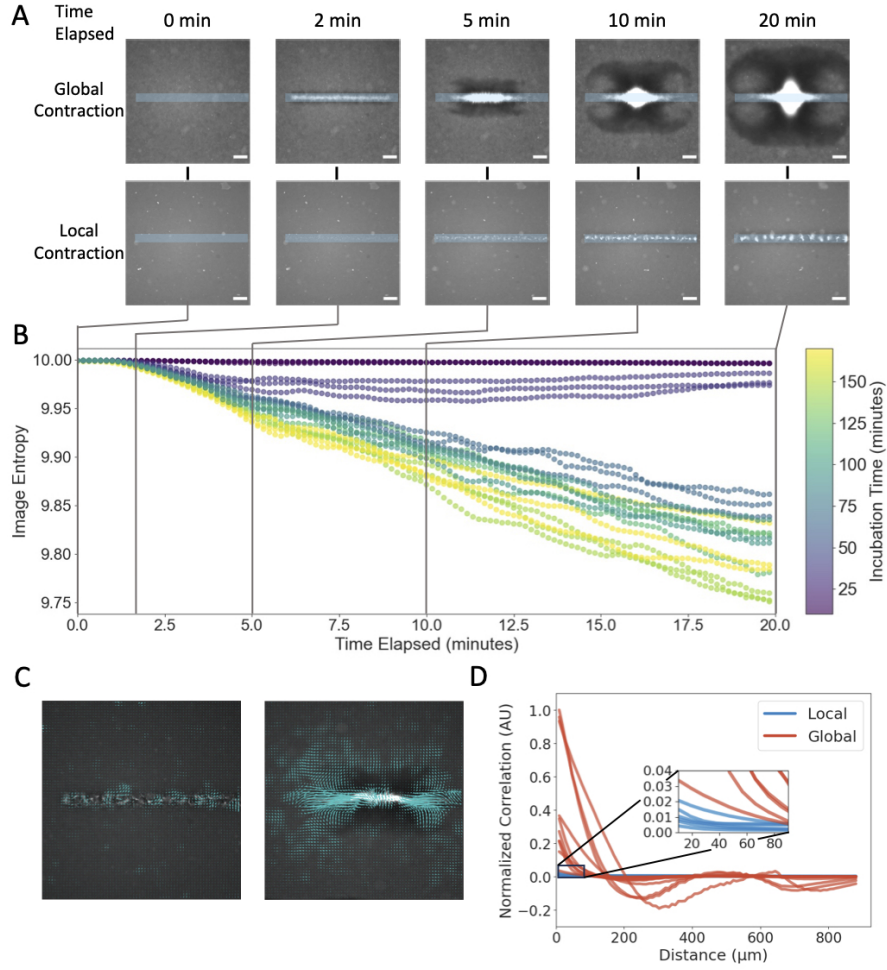 A
Time
Elapsed
0 min
2 min
5 min
10 min
20 min
Global
Contraction
Local
Contraction
B
10.00
9.95
9.90
9.85
9.80
9.75
Image Entropy
0.0
2.5
5.0
7.5
10.0
12.5
15.0
17.5
20.0
Time Elapsed (minutes)
150
125
100
75
50
25
Incubation Time (minutes)
C
D
1.0
0.8
0.6
0.4
0.2
0.0
−0.2
Normalized Correlation (AU)
Local
Global
0.04
0.03
0.02
0.01
0.00
20
40
60
80
0
200
400
600
800
Distance (μm)